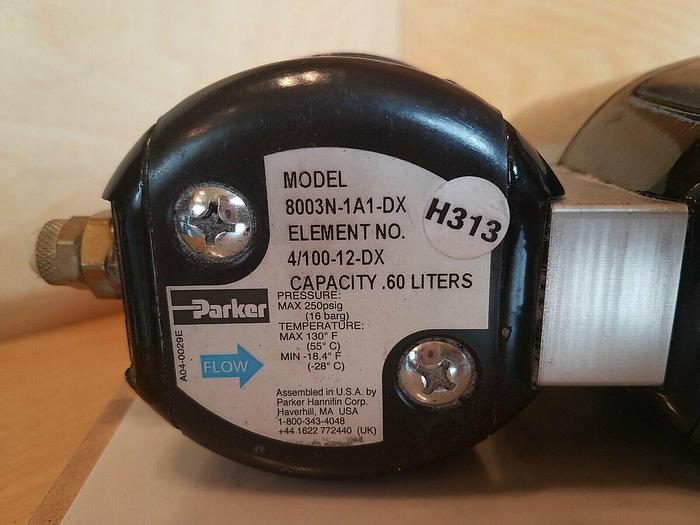 MODEL
8003N-1A1-DX
ELEMENT NO.
4/100-12-DX
CAPACITY .60 LITERS
H313
Parker
PRESSURE:
MAX 250psig
(16 barg)
TEMPERATURE:
MAX 130° F
(55° C)
MIN -18.4° F
(-28° C)
A04-0029E
FLOW
Assembled in U.S.A. by
Parker Hannifin Corp.
Haverhill, MA USA
1-800-343-4048
+44 1622 772440 (UK)